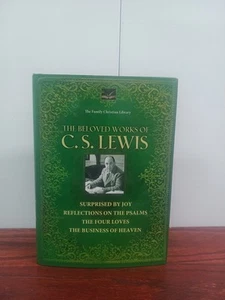 The Family Christian Library
THE BELOVED WORKS OF
C. S. LEWIS
SURPRISED BY JOY
REFLECTIONS ON THE PSALMS
THE FOUR LOVES
THE BUSINESS OF HEAVEN